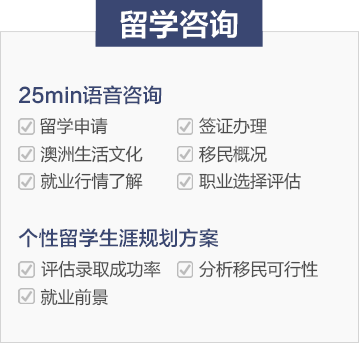 留学咨询
25min语音咨询
留学申请 签证办理
澳洲生活文化 移民概况
就业行情了解 职业选择评估
个性留学生涯规划方案
评估录取成功率 分析移民可行性
就业前景